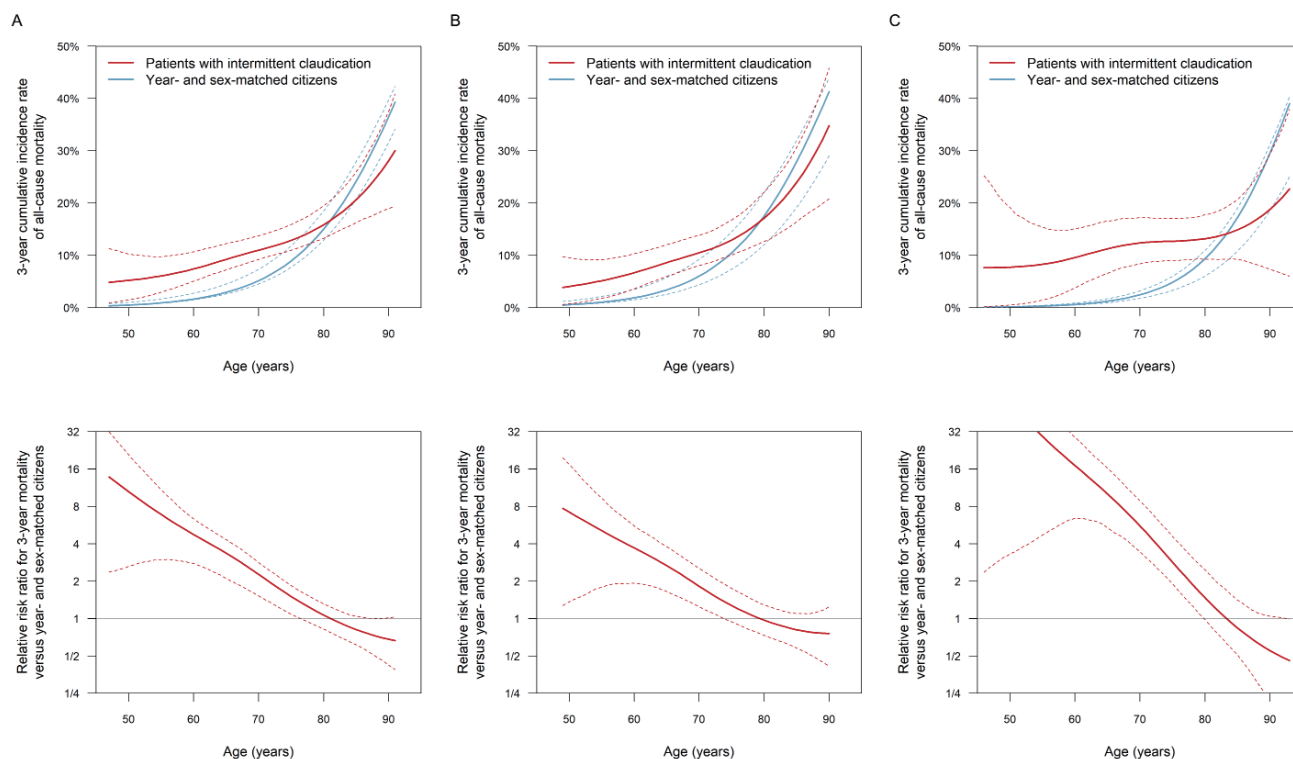 A
3-year cumulative incidence rate
of all-cause mortality
50%
40%
30%
20%
10%
0%
Patients with intermittent claudication
Year- and sex-matched citizens
50 60 70 80 90
Age (years)
B
3-year cumulative incidence rate
of all-cause mortality
50%
40%
30%
20%
10%
0%
Patients with intermittent claudication
Year- and sex-matched citizens
50 60 70 80 90
Age (years)
C
3-year cumulative incidence rate
of all-cause mortality
50%
40%
30%
20%
10%
0%
Patients with intermittent claudication
Year- and sex-matched citizens
50 60 70 80 90
Age (years)
Relative risk ratio for 3-year mortality
versus year- and sex-matched citizens
32
16
8
4
2
1
1/2
1/4
50 60 70 80 90
Age (years)
Relative risk ratio for 3-year mortality
versus year- and sex-matched citizens
32
16
8
4
2
1
1/2
1/4
50 60 70 80 90
Age (years)
Relative risk ratio for 3-year mortality
versus year- and sex-matched citizens
32
16
8
4
2
1
1/2
1/4
50 60 70 80 90
Age (years)